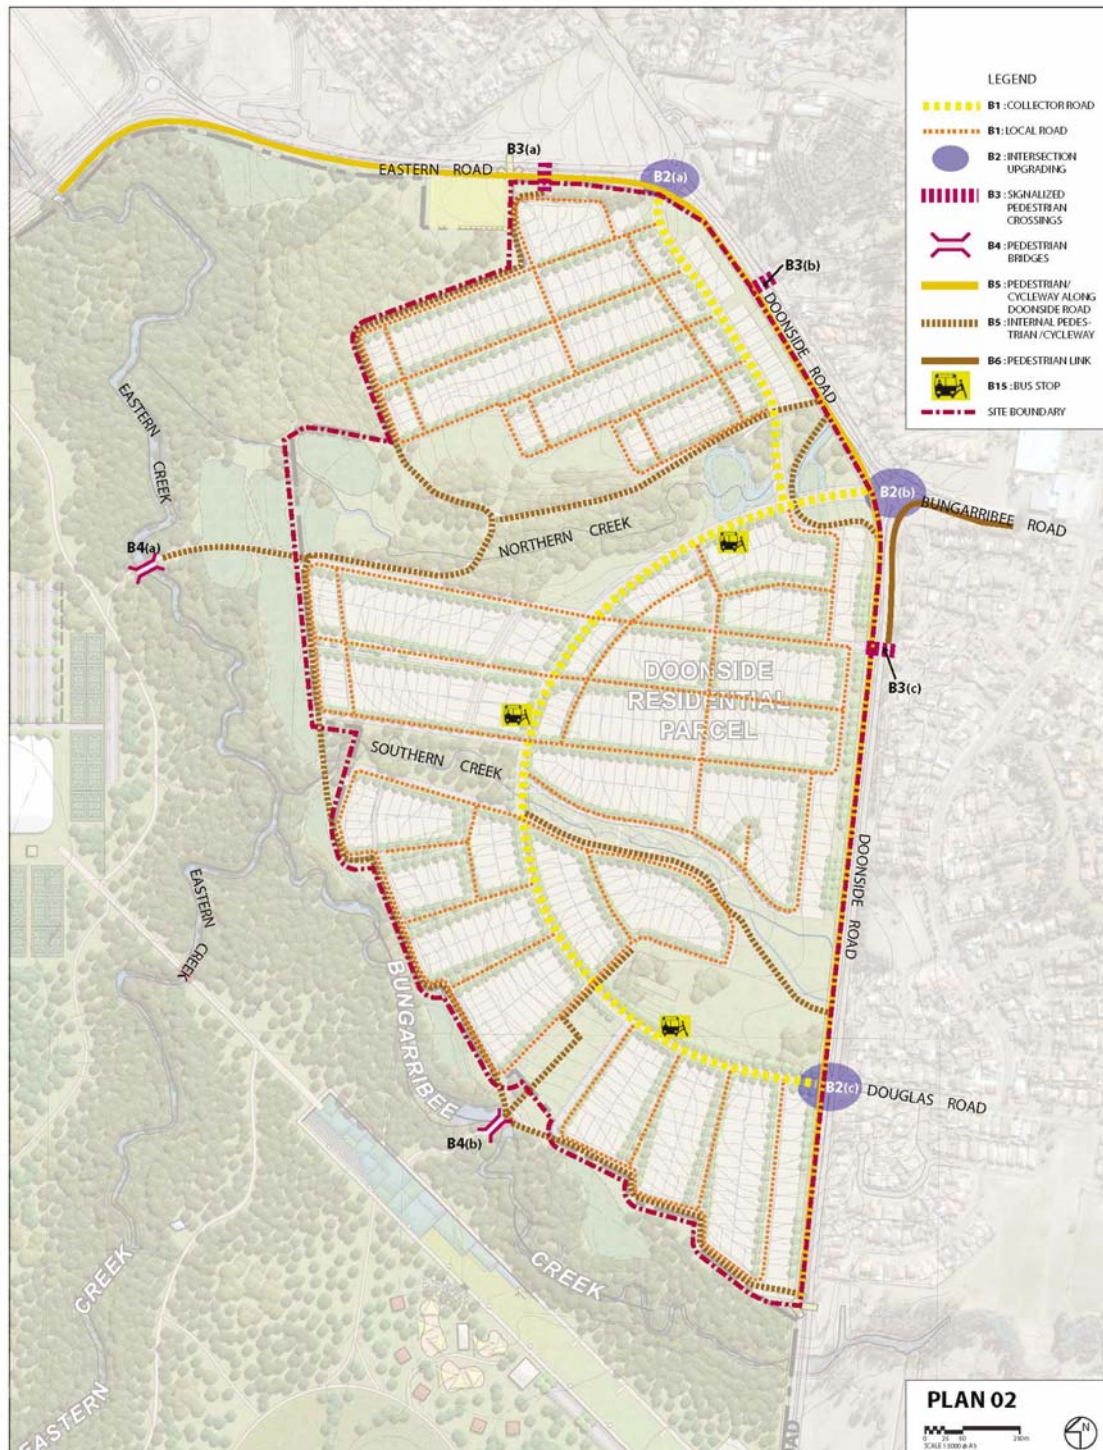 LEGEND
B1 : COLLECTOR ROAD
B1: LOCAL ROAD
B2 : INTERSECTION
UPGRADING
B3 : SIGNALIZED
PEDESTRIAN
CROSSINGS
B4 : PEDESTRIAN
BRIDGES
B5 : PEDESTRIAN/
CYCLEWAY ALONG
DOONSIDE ROAD
B5 : INTERNAL PEDES-
TRIAN /CYCLEWAY
B6 : PEDESTRIAN LINK
B15 : BUS STOP
SITE BOUNDARY
B3(a)
EASTERN ROAD
B2(a)
B3(b)
DOONSIDE ROAD
EASTERN CREEK
B2(b)
BUNGARRIBEE ROAD
NORTHERN CREEK
B4(a)
DOONSIDE
RESIDENTIAL
PARCEL
B3(c)
SOUTHERN CREEK
DOONSIDE ROAD
EASTERN CREEK
BUNGARRIBEE
B2(c)
DOUGLAS ROAD
B4(b)
CREEK
CREEK
EASTERN
PLAN 02
N